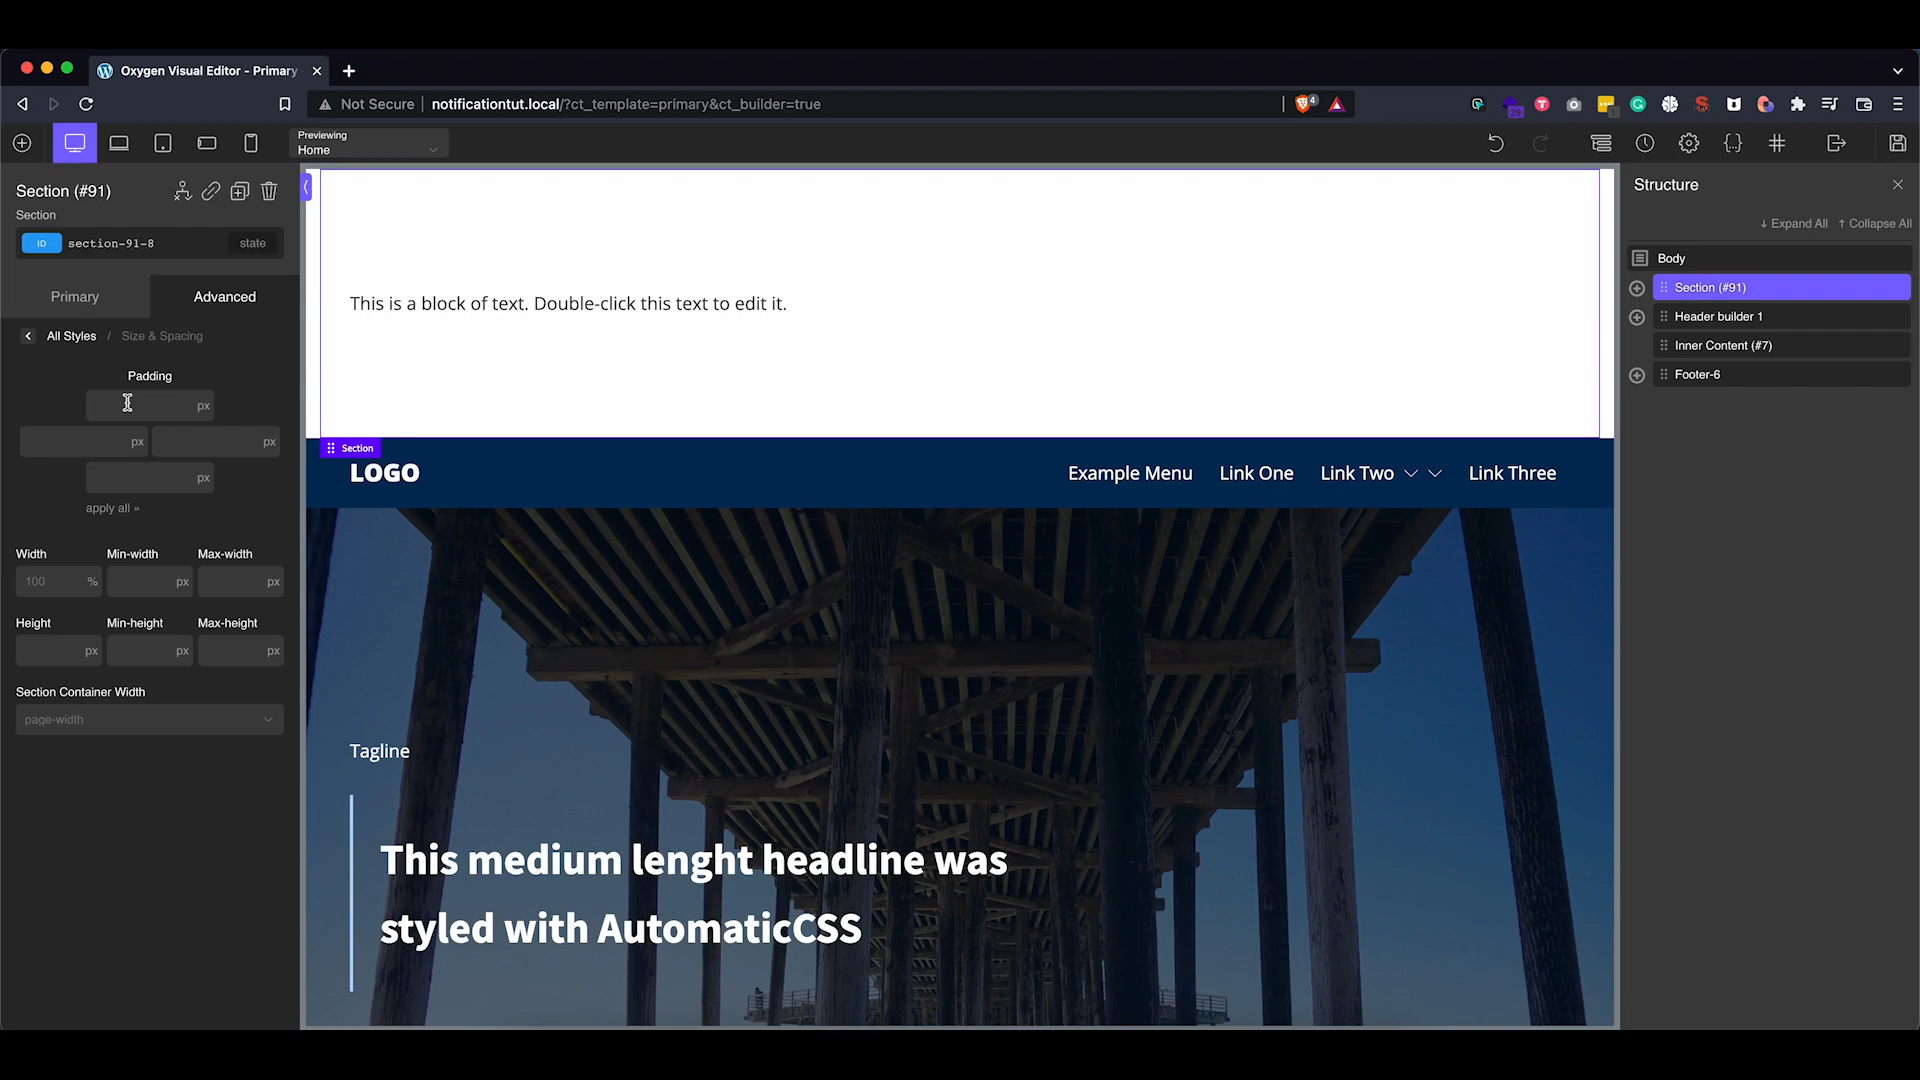 Oxygen Visual Editor - Primary
Not Secure
notificationtut.local/?ct_template=primary&ct_builder=true
4
28
1
Previewing
Home
Section (#91)
Section
ID section-91-8 state
Primary
Advanced
All Styles / Size & Spacing
Padding
px
px
px
px
apply all »
Width Min-width Max-width
100 % px px
Height Min-height Max-height
px px px
Section Container Width
page-width
This is a block of text. Double-click this text to edit it.
Section
LOGO
Example Menu Link One Link Two Link Three
Tagline
This medium lenght headline was
styled with AutomaticCSS
Structure
↓ Expand All ↑ Collapse All
Body
Section (#91)
Header builder 1
Inner Content (#7)
Footer-6